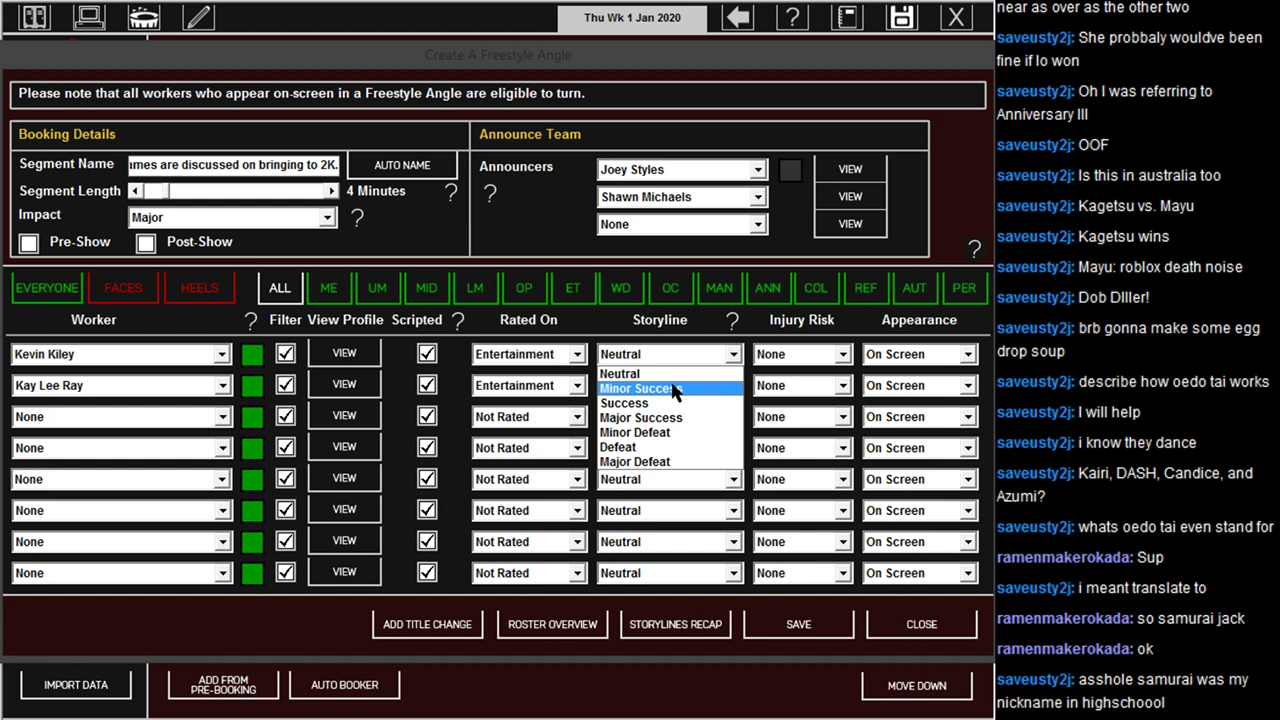 Thu Wk 1 Jan 2020
Create A Freestyle Angle
Please note that all workers who appear on-screen in a Freestyle Angle are eligible to turn.
Booking Details
Segment Name
ames are discussed on bringing to 2K.
AUTO NAME
Segment Length
4 Minutes
?
Impact
Major
?
Pre-Show
Post-Show
Announce Team
Announcers
?
Joey Styles
VIEW
Shawn Michaels
VIEW
None
VIEW
?
EVERYONE FACES HEELS ALL ME UM MID LM OP ET WD OC MAN ANN COL REF AUT PER
Worker ? Filter View Profile Scripted ? Rated On Storyline ? Injury Risk Appearance
Kevin Kiley VIEW Entertainment Neutral None On Screen
Neutral
Minor Success
Success
Major Success
Minor Defeat
Defeat
Major Defeat
Kay Lee Ray VIEW Entertainment None On Screen
None VIEW Not Rated None On Screen
None VIEW Not Rated None On Screen
None VIEW Not Rated Neutral None On Screen
None VIEW Not Rated Neutral None On Screen
None VIEW Not Rated Neutral None On Screen
None VIEW Not Rated Neutral None On Screen
ADD TITLE CHANGE
ROSTER OVERVIEW
STORYLINES RECAP
SAVE
CLOSE
IMPORT DATA
ADD FROM
PRE-BOOKING
AUTO BOOKER
MOVE DOWN
near as over as the other two
saveusty2j: She probbaly wouldve been
fine if Io won
saveusty2j: Oh I was referring to
Anniversary III
saveusty2j: OOF
saveusty2j: Is this in australia too
saveusty2j: Kagetsu vs. Mayu
saveusty2j: Kagetsu wins
saveusty2j: Mayu: roblox death noise
saveusty2j: Dob DIller!
saveusty2j: brb gonna make some egg
drop soup
saveusty2j: describe how oedo tai works
saveusty2j: I will help
saveusty2j: i know they dance
saveusty2j: Kairi, DASH, Candice, and
Azumi?
saveusty2j: whats oedo tai even stand for
ramenmakerokada: Sup
saveusty2j: i meant translate to
ramenmakerokada: so samurai jack
ramenmakerokada: ok
saveusty2j: asshole samurai was my
nickname in highschoool